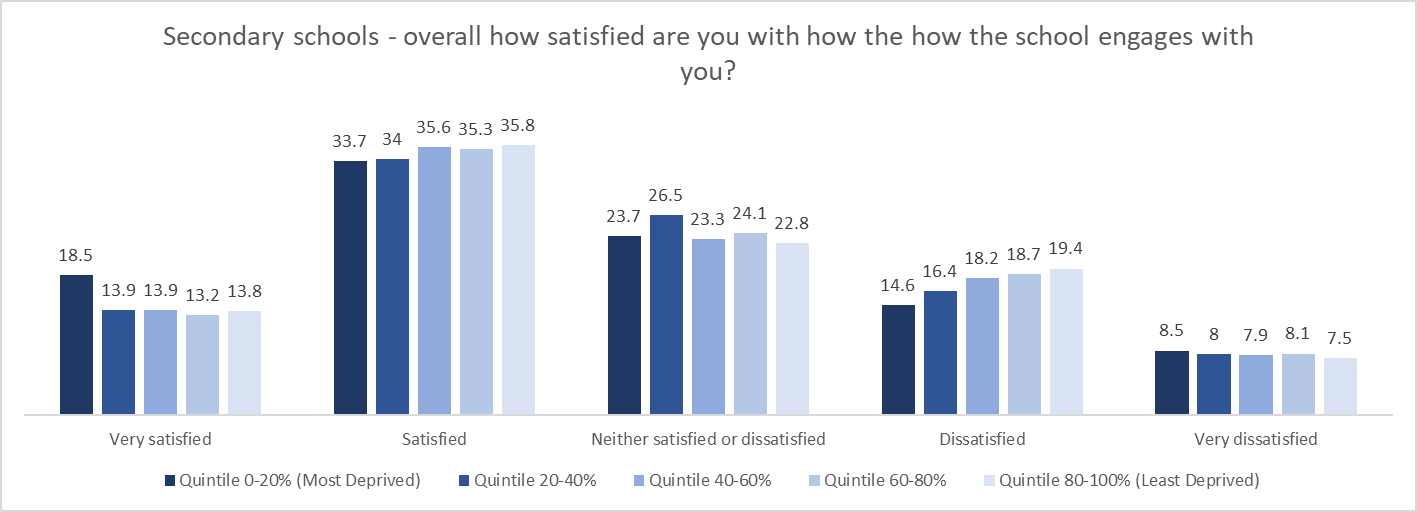 Secondary schools - overall how satisfied are you with how the how the school engages with
you?
18.5 13.9 13.9 13.2 13.8
33.7 34 35.6 35.3 35.8
23.7 26.5 23.3 24.1 22.8
14.6 16.4 18.2 18.7 19.4
8.5 8 7.9 8.1 7.5
Very satisfied Satisfied Neither satisfied or dissatisfied Dissatisfied Very dissatisfied
Quintile 0-20% (Most Deprived) Quintile 20-40% Quintile 40-60% Quintile 60-80% Quintile 80-100% (Least Deprived)